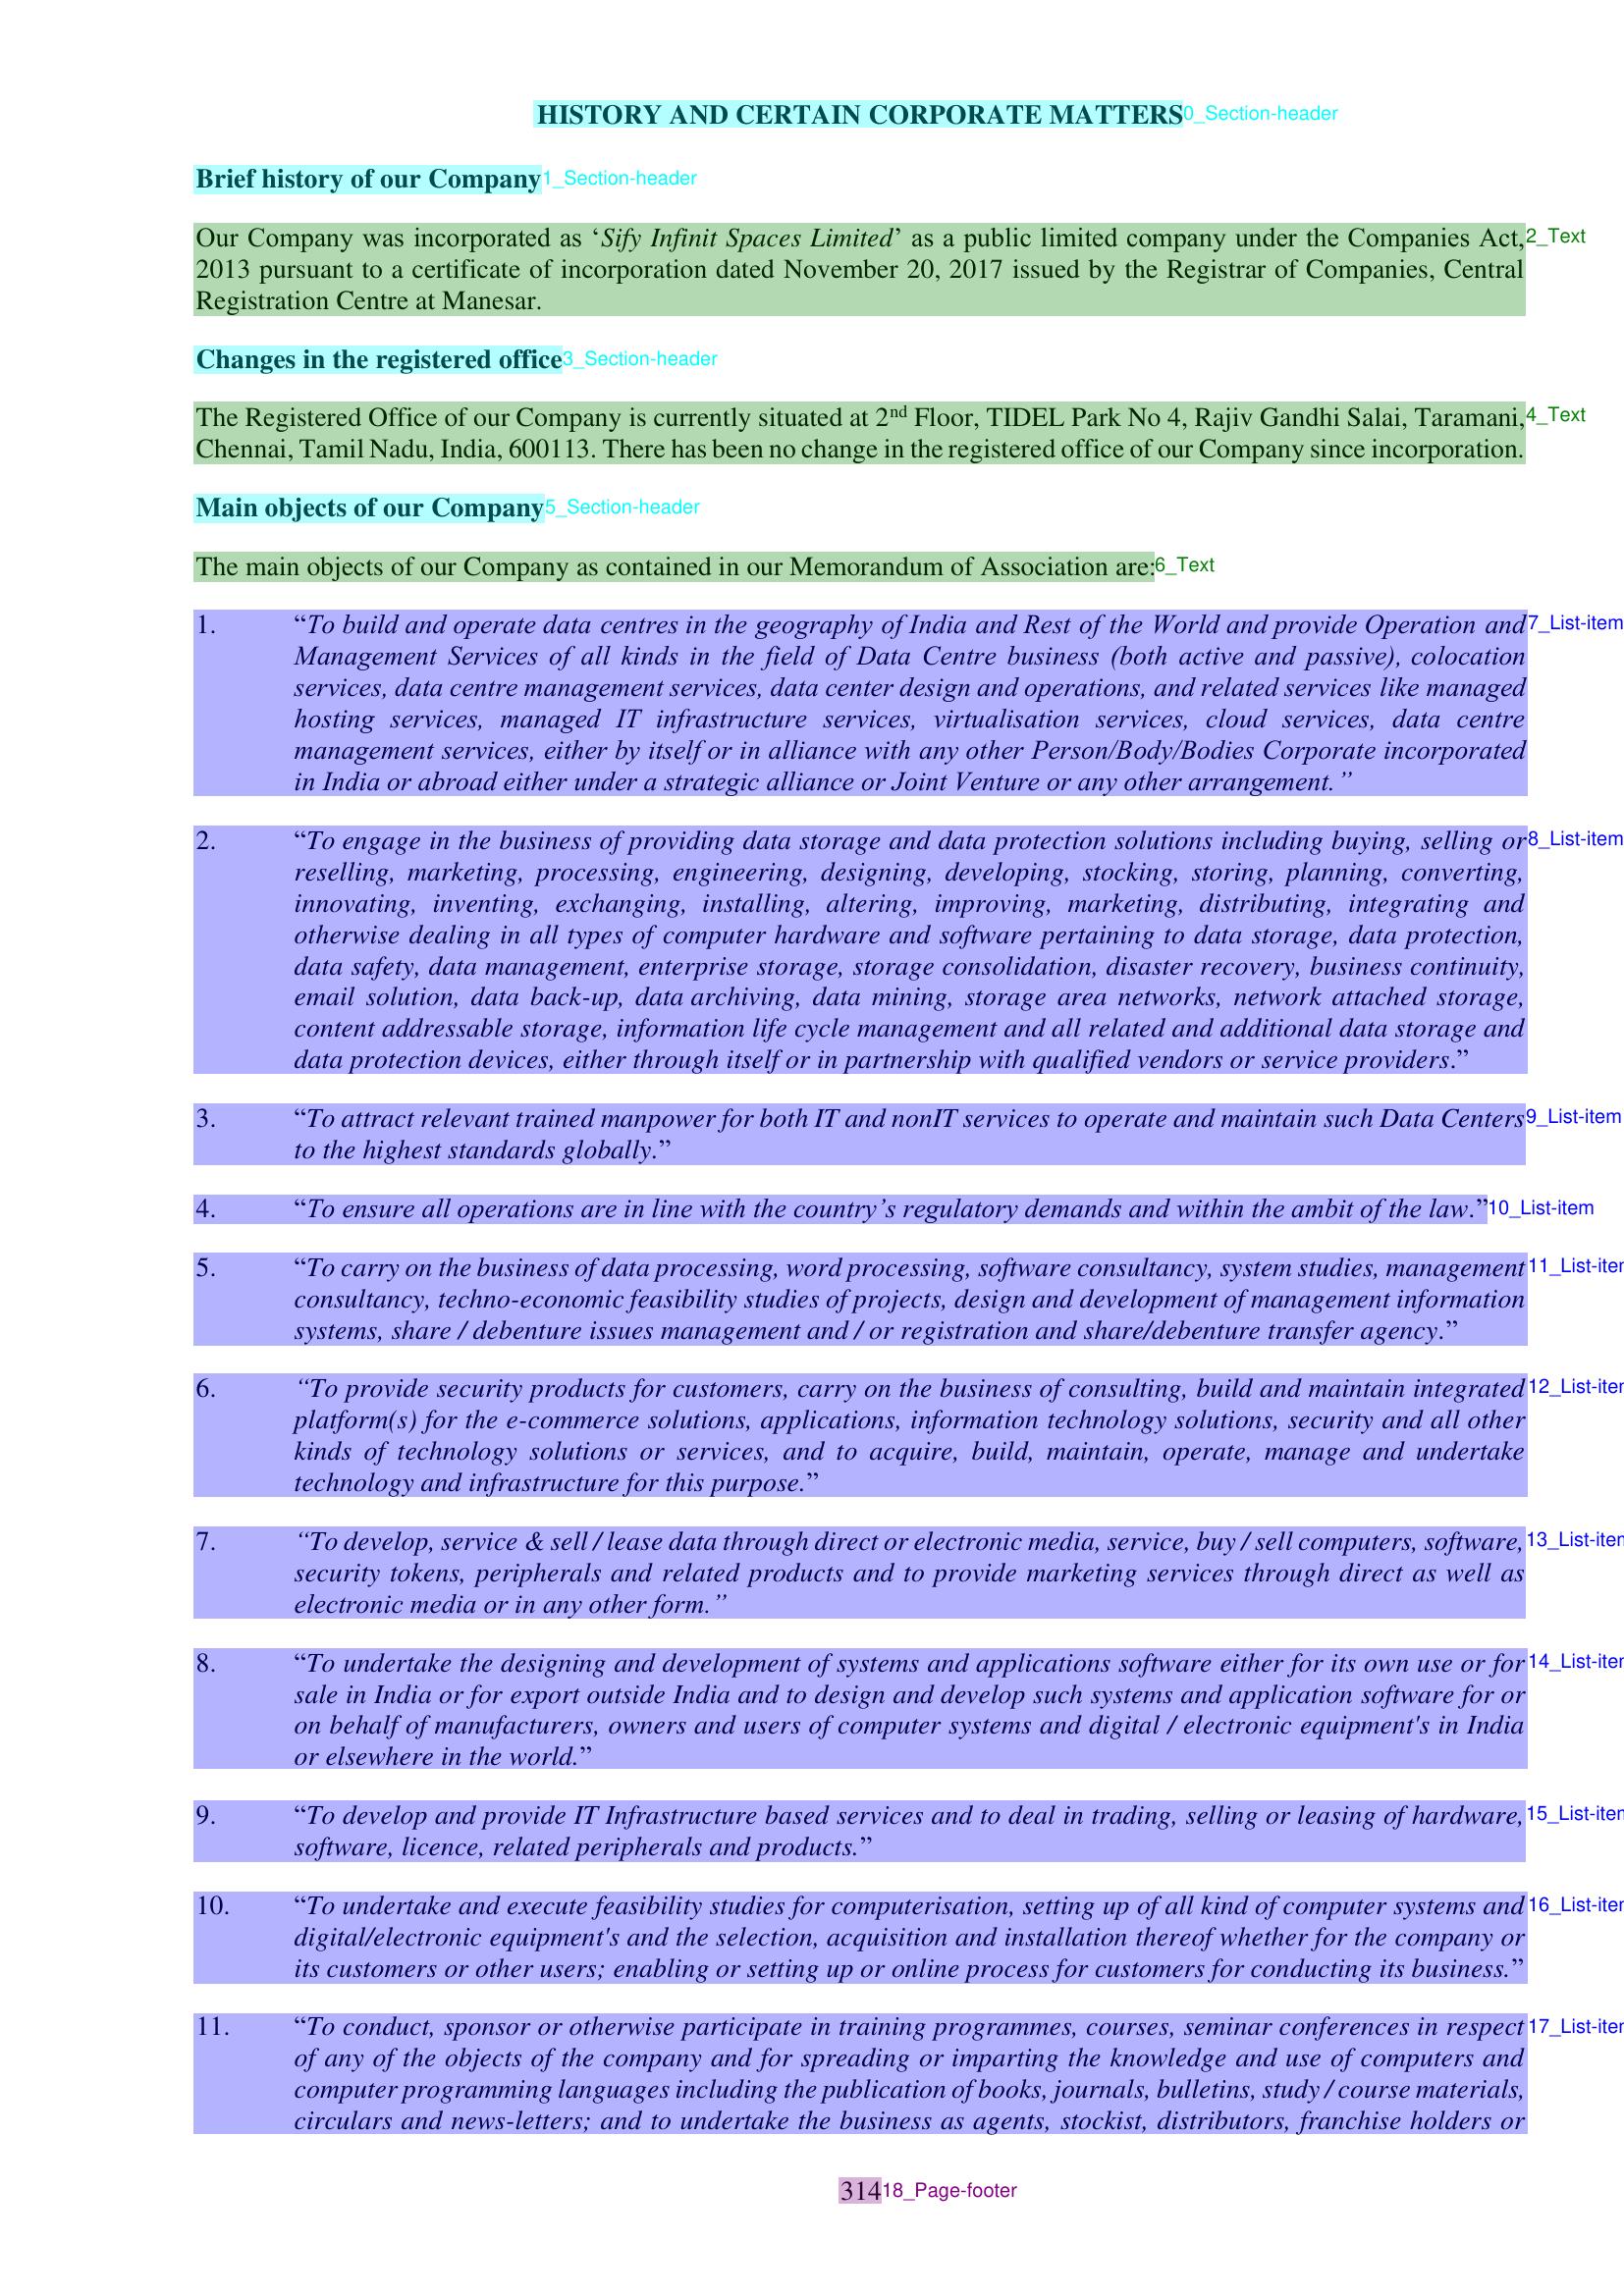 HISTORY AND CERTAIN CORPORATE MATTERS 0_Section-header
Brief history of our Company 1_Section-header
Our Company was incorporated as ‘Sify Infinit Spaces Limited’ as a public limited company under the Companies Act, 2_Text
2013 pursuant to a certificate of incorporation dated November 20, 2017 issued by the Registrar of Companies, Central
Registration Centre at Manesar.
Changes in the registered office 3_Section-header
The Registered Office of our Company is currently situated at 2nd Floor, TIDEL Park No 4, Rajiv Gandhi Salai, Taramani, 4_Text
Chennai, Tamil Nadu, India, 600113. There has been no change in the registered office of our Company since incorporation.
Main objects of our Company 5_Section-header
The main objects of our Company as contained in our Memorandum of Association are: 6_Text
1. “To build and operate data centres in the geography of India and Rest of the World and provide Operation and 7_List-item
Management Services of all kinds in the field of Data Centre business (both active and passive), colocation
services, data centre management services, data center design and operations, and related services like managed
hosting services, managed IT infrastructure services, virtualisation services, cloud services, data centre
management services, either by itself or in alliance with any other Person/Body/Bodies Corporate incorporated
in India or abroad either under a strategic alliance or Joint Venture or any other arrangement.”
2. “To engage in the business of providing data storage and data protection solutions including buying, selling or 8_List-item
reselling, marketing, processing, engineering, designing, developing, stocking, storing, planning, converting,
innovating, inventing, exchanging, installing, altering, improving, marketing, distributing, integrating and
otherwise dealing in all types of computer hardware and software pertaining to data storage, data protection,
data safety, data management, enterprise storage, storage consolidation, disaster recovery, business continuity,
email solution, data back-up, data archiving, data mining, storage area networks, network attached storage,
content addressable storage, information life cycle management and all related and additional data storage and
data protection devices, either through itself or in partnership with qualified vendors or service providers.”
3. “To attract relevant trained manpower for both IT and nonIT services to operate and maintain such Data Centers 9_List-item
to the highest standards globally.”
4. “To ensure all operations are in line with the country’s regulatory demands and within the ambit of the law.” 10_List-item
5. “To carry on the business of data processing, word processing, software consultancy, system studies, management 11_List-item
consultancy, techno-economic feasibility studies of projects, design and development of management information
systems, share / debenture issues management and / or registration and share/debenture transfer agency.”
6. “To provide security products for customers, carry on the business of consulting, build and maintain integrated 12_List-item
platform(s) for the e-commerce solutions, applications, information technology solutions, security and all other
kinds of technology solutions or services, and to acquire, build, maintain, operate, manage and undertake
technology and infrastructure for this purpose.”
7. “To develop, service & sell / lease data through direct or electronic media, service, buy / sell computers, software, 13_List-item
security tokens, peripherals and related products and to provide marketing services through direct as well as
electronic media or in any other form.”
8. “To undertake the designing and development of systems and applications software either for its own use or for 14_List-item
sale in India or for export outside India and to design and develop such systems and application software for or
on behalf of manufacturers, owners and users of computer systems and digital / electronic equipment's in India
or elsewhere in the world.”
9. “To develop and provide IT Infrastructure based services and to deal in trading, selling or leasing of hardware, 15_List-item
software, licence, related peripherals and products.”
10. “To undertake and execute feasibility studies for computerisation, setting up of all kind of computer systems and 16_List-item
digital/electronic equipment's and the selection, acquisition and installation thereof whether for the company or
its customers or other users; enabling or setting up or online process for customers for conducting its business.”
11. “To conduct, sponsor or otherwise participate in training programmes, courses, seminar conferences in respect 17_List-item
of any of the objects of the company and for spreading or imparting the knowledge and use of computers and
computer programming languages including the publication of books, journals, bulletins, study / course materials,
circulars and news-letters; and to undertake the business as agents, stockist, distributors, franchise holders or
314 18_Page-footer